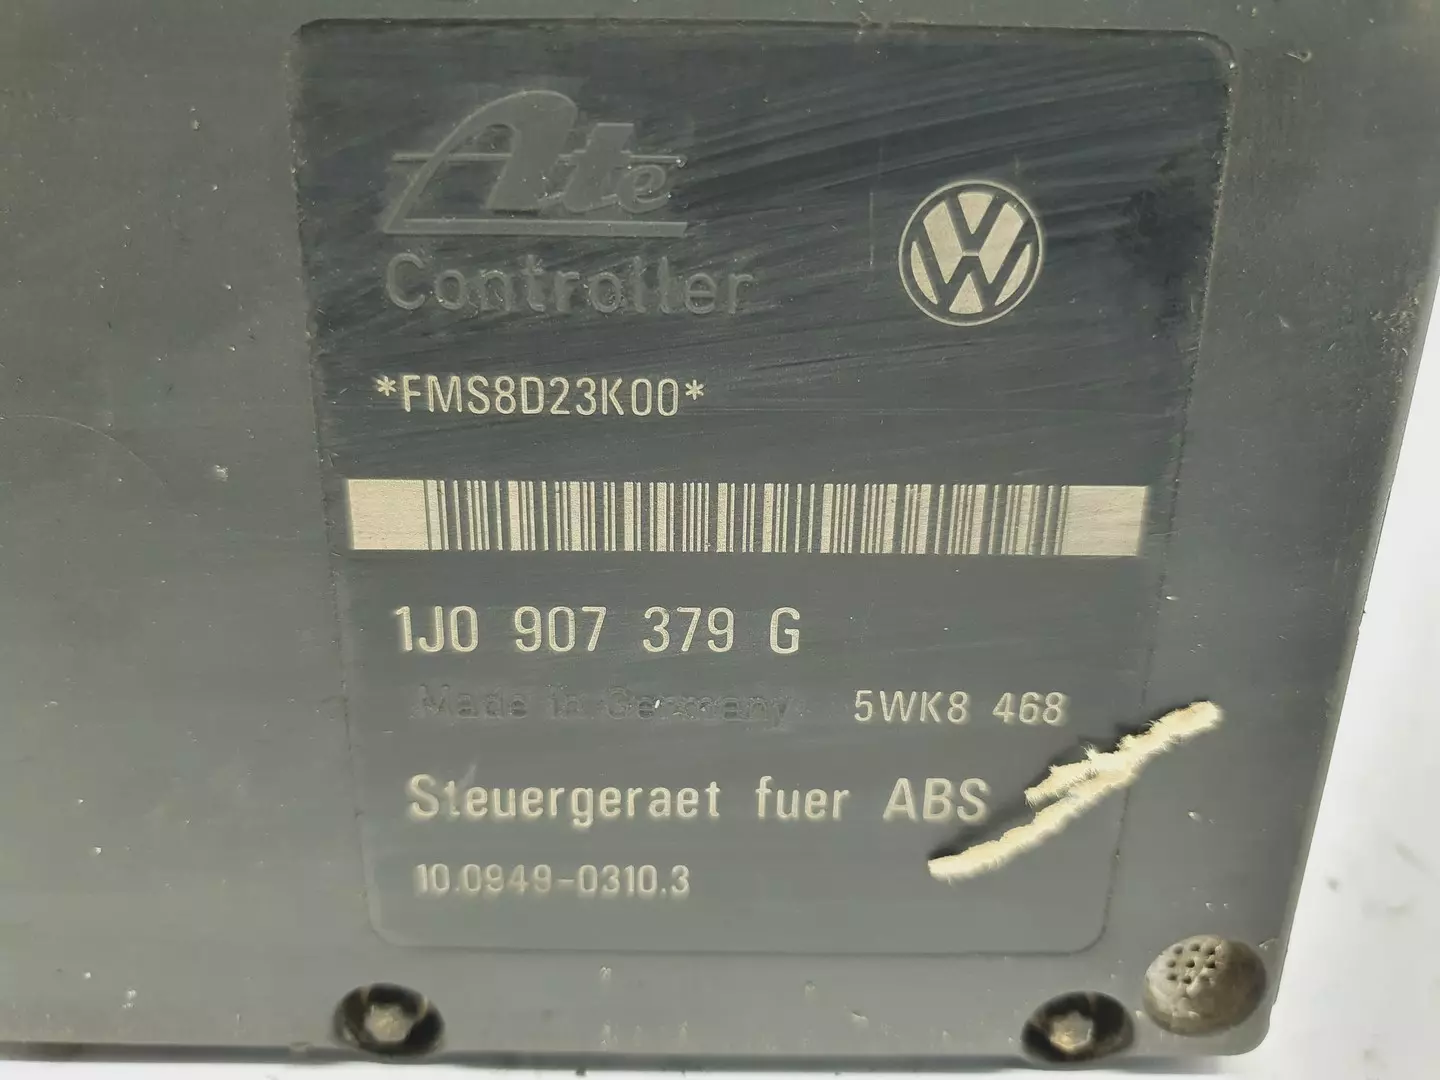 Ate
Controller
*FMS8D23K00*
1J0 907 379 G
Made in Germany 5WK8 468
Steuergeraet fuer ABS
10.0949-0310.3